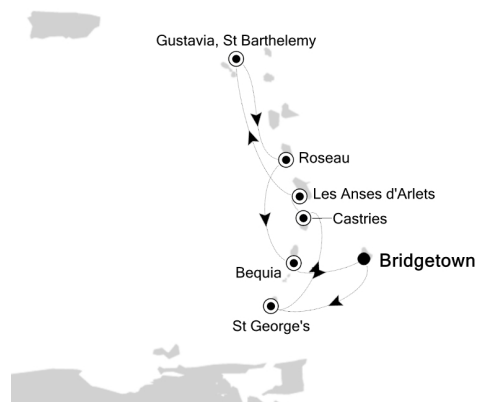 Gustavia, St Barthelemy
Roseau
Les Anses d'Arlets
Castries
Bridgetown
Bequia
St George's